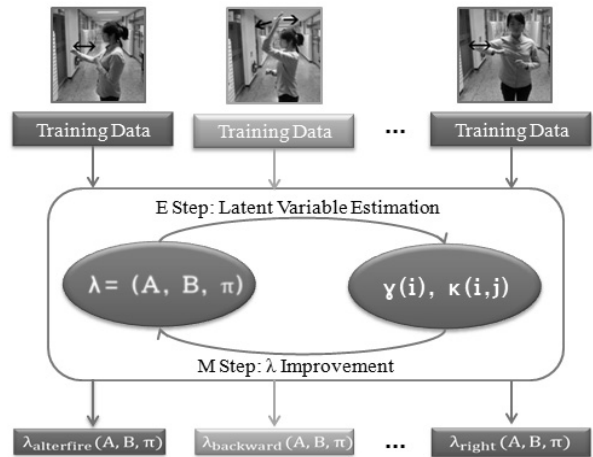 Training Data
Training Data
...
Training Data
E Step: Latent Variable Estimation
λ = (A, B, π)
ɣ(i), κ(i,j)
M Step: λ Improvement
λalterfire(A, B, π)
λbackward(A, B, π)
...
λright(A, B, π)